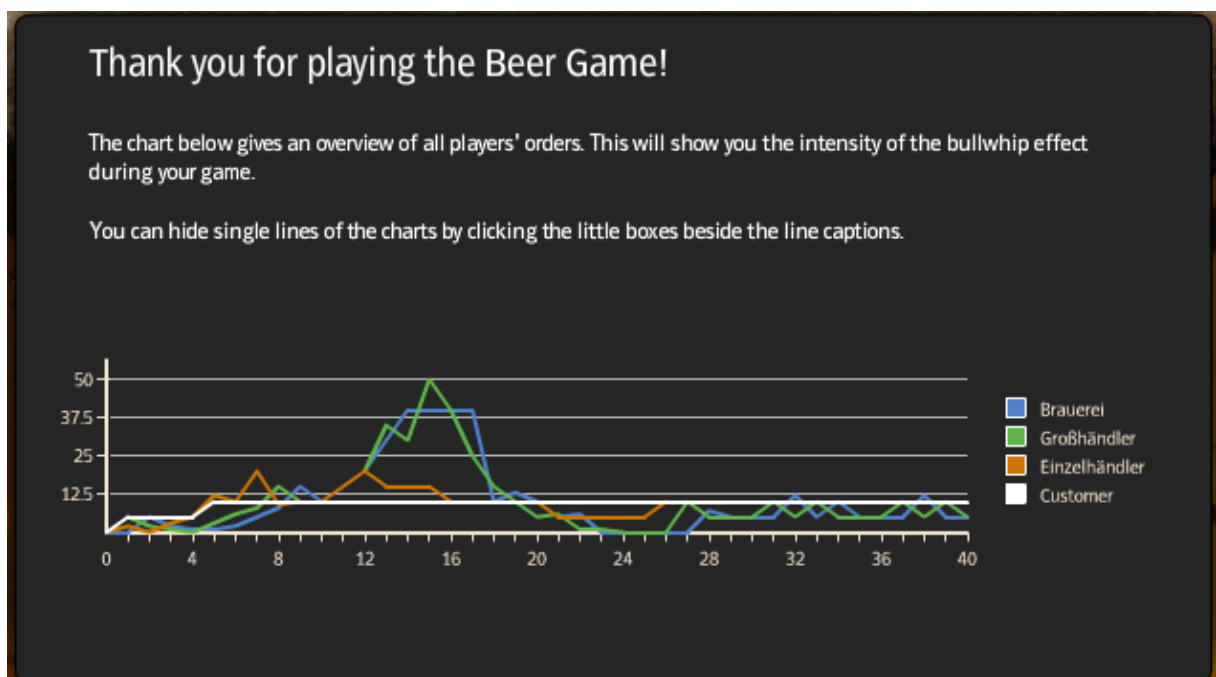 Thank you for playing the Beer Game!
The chart below gives an overview of all players' orders. This will show you the intensity of the bullwhip effect
during your game.
You can hide single lines of the charts by clicking the little boxes beside the line captions.
50
37.5
25
12.5
0 4 8 12 16 20 24 28 32 36 40
Brauerei
Großhändler
Einzelhändler
Customer